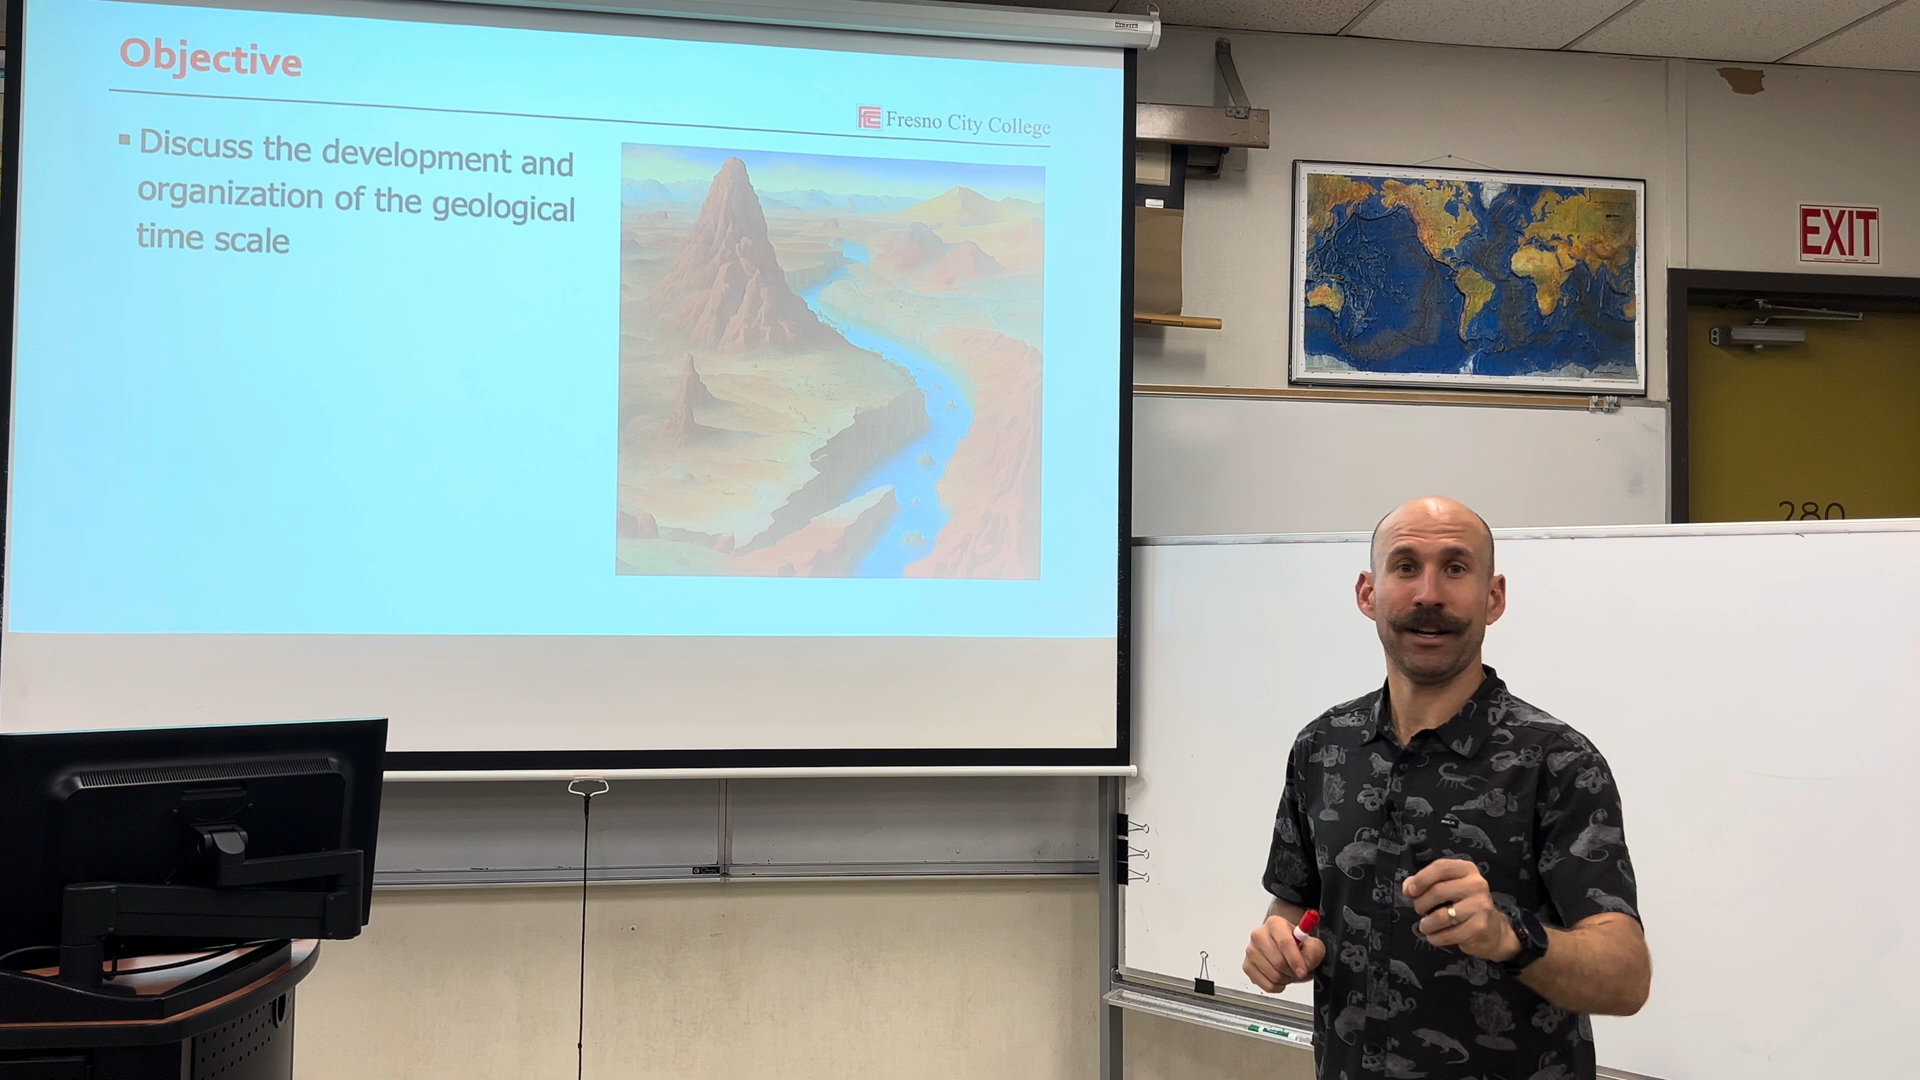 Objective
Fresno City College
▪ Discuss the development and
organization of the geological
time scale
EXIT
280